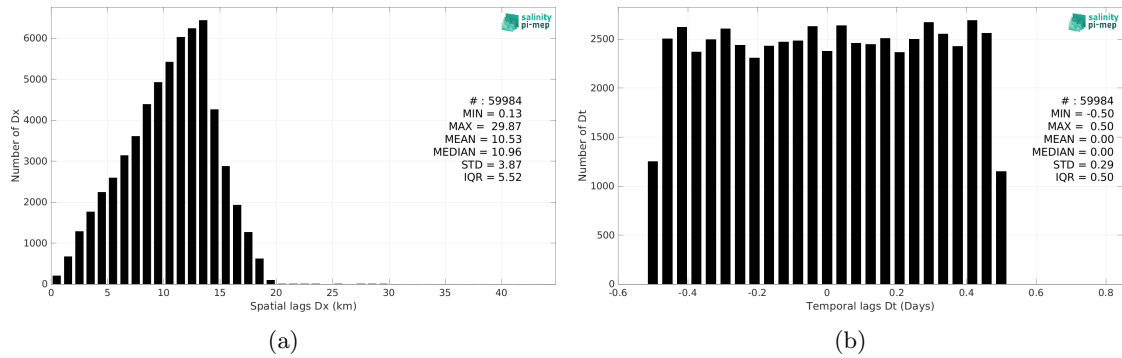 salinity
pi-mep
6000
5000
4000
3000
2000
1000
0
Number of Dx
# : 59984
MIN = 0.13
MAX = 29.87
MEAN = 10.53
MEDIAN = 10.96
STD = 3.87
IQR = 5.52
0 5 10 15 20 25 30 35 40
Spatial lags Dx (km)
(a)
salinity
pi-mep
2500
2000
1500
1000
500
0
Number of Dt
# : 59984
MIN = -0.50
MAX = 0.50
MEAN = 0.00
MEDIAN = 0.00
STD = 0.29
IQR = 0.50
-0.6 -0.4 -0.2 0 0.2 0.4 0.6 0.8
Temporal lags Dt (Days)
(b)